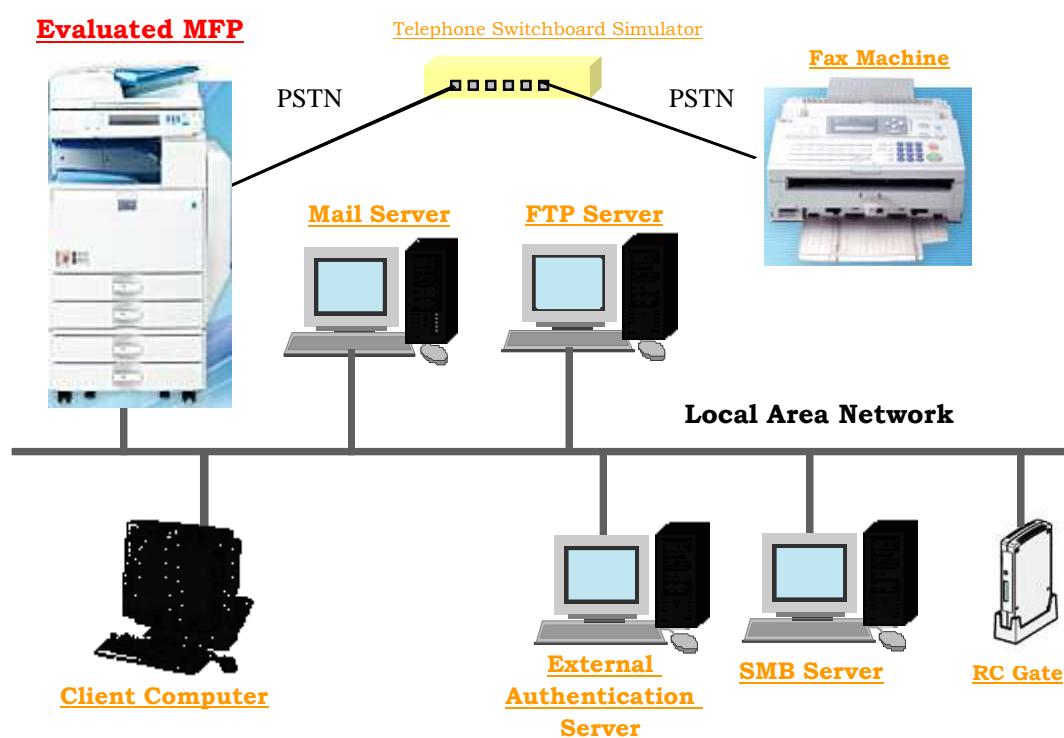 Evaluated MFP
Telephone Switchboard Simulator
Fax Machine
PSTN
PSTN
Mail Server
FTP Server
Local Area Network
External
Authentication
Server
SMB Server
RC Gate
Client Computer